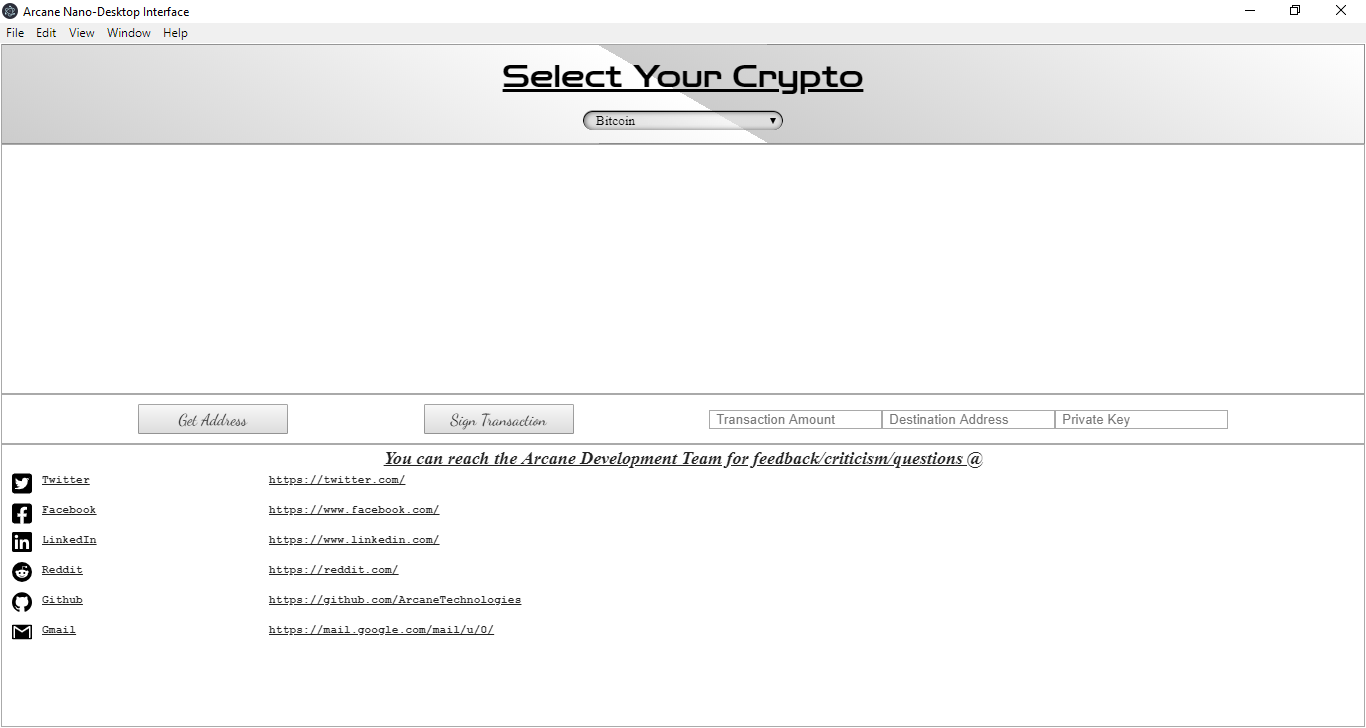 Arcane Nano-Desktop Interface
File Edit View Window Help
Select Your Crypto
Bitcoin
Get Address Sign Transaction Transaction Amount Destination Address Private Key
You can reach the Arcane Development Team for feedback/criticism/questions @
Twitter https://twitter.com/
Facebook https://www.facebook.com/
LinkedIn https://www.linkedin.com/
Reddit https://reddit.com/
Github https://github.com/ArcaneTechnologies
Gmail https://mail.google.com/mail/u/0/